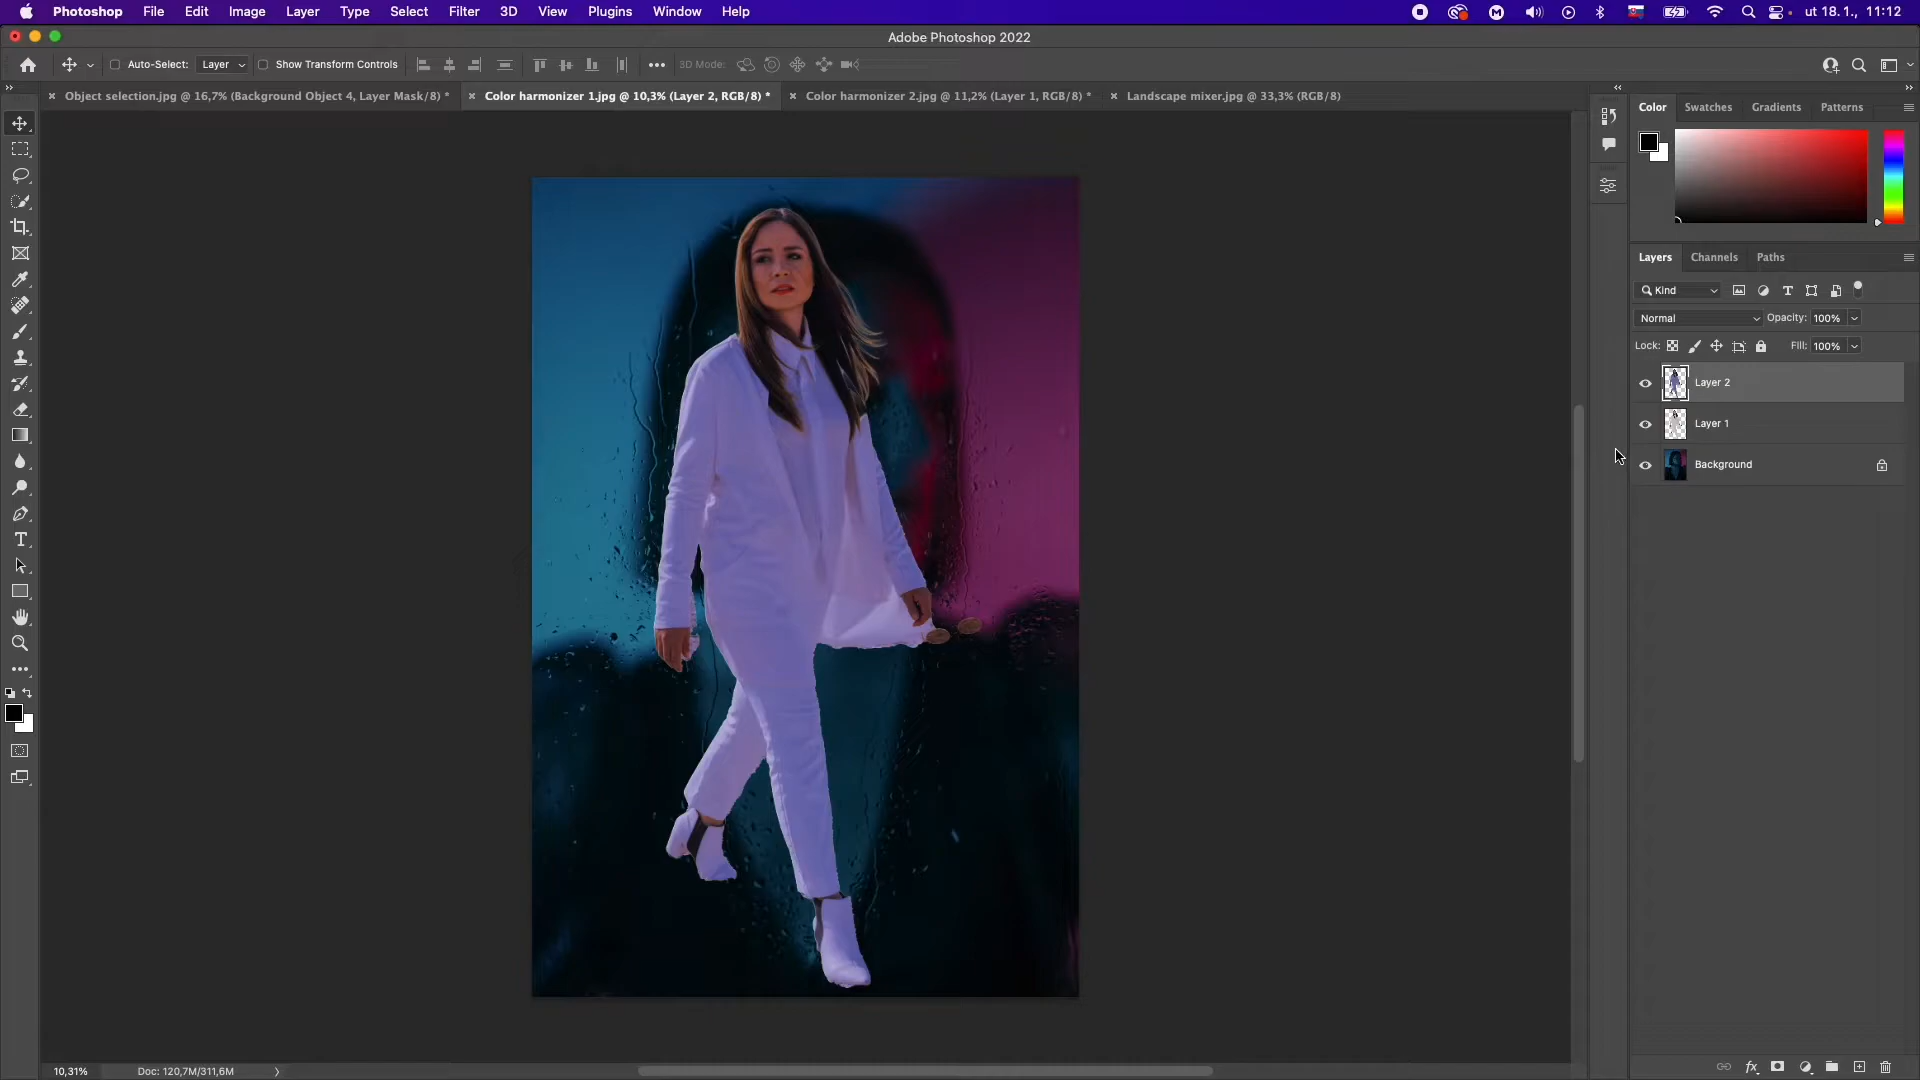 Photoshop File Edit Image Layer Type Select Filter 3D View Plugins Window Help ut 18. 1., 11:12
Adobe Photoshop 2022
Auto-Select: Layer Show Transform Controls 3D Mode:
Object selection.jpg @ 16,7% (Background Object 4, Layer Mask/8) * Color harmonizer 1.jpg @ 10,3% (Layer 2, RGB/8) * Color harmonizer 2.jpg @ 11,2% (Layer 1, RGB/8) * Landscape mixer.jpg @ 33,3% (RGB/8)
Color Swatches Gradients Patterns
Layers Channels Paths
Kind
Normal Opacity: 100%
Lock: Fill: 100%
Layer 2
Layer 1
Background
10,31% Doc: 120,7M/311,6M